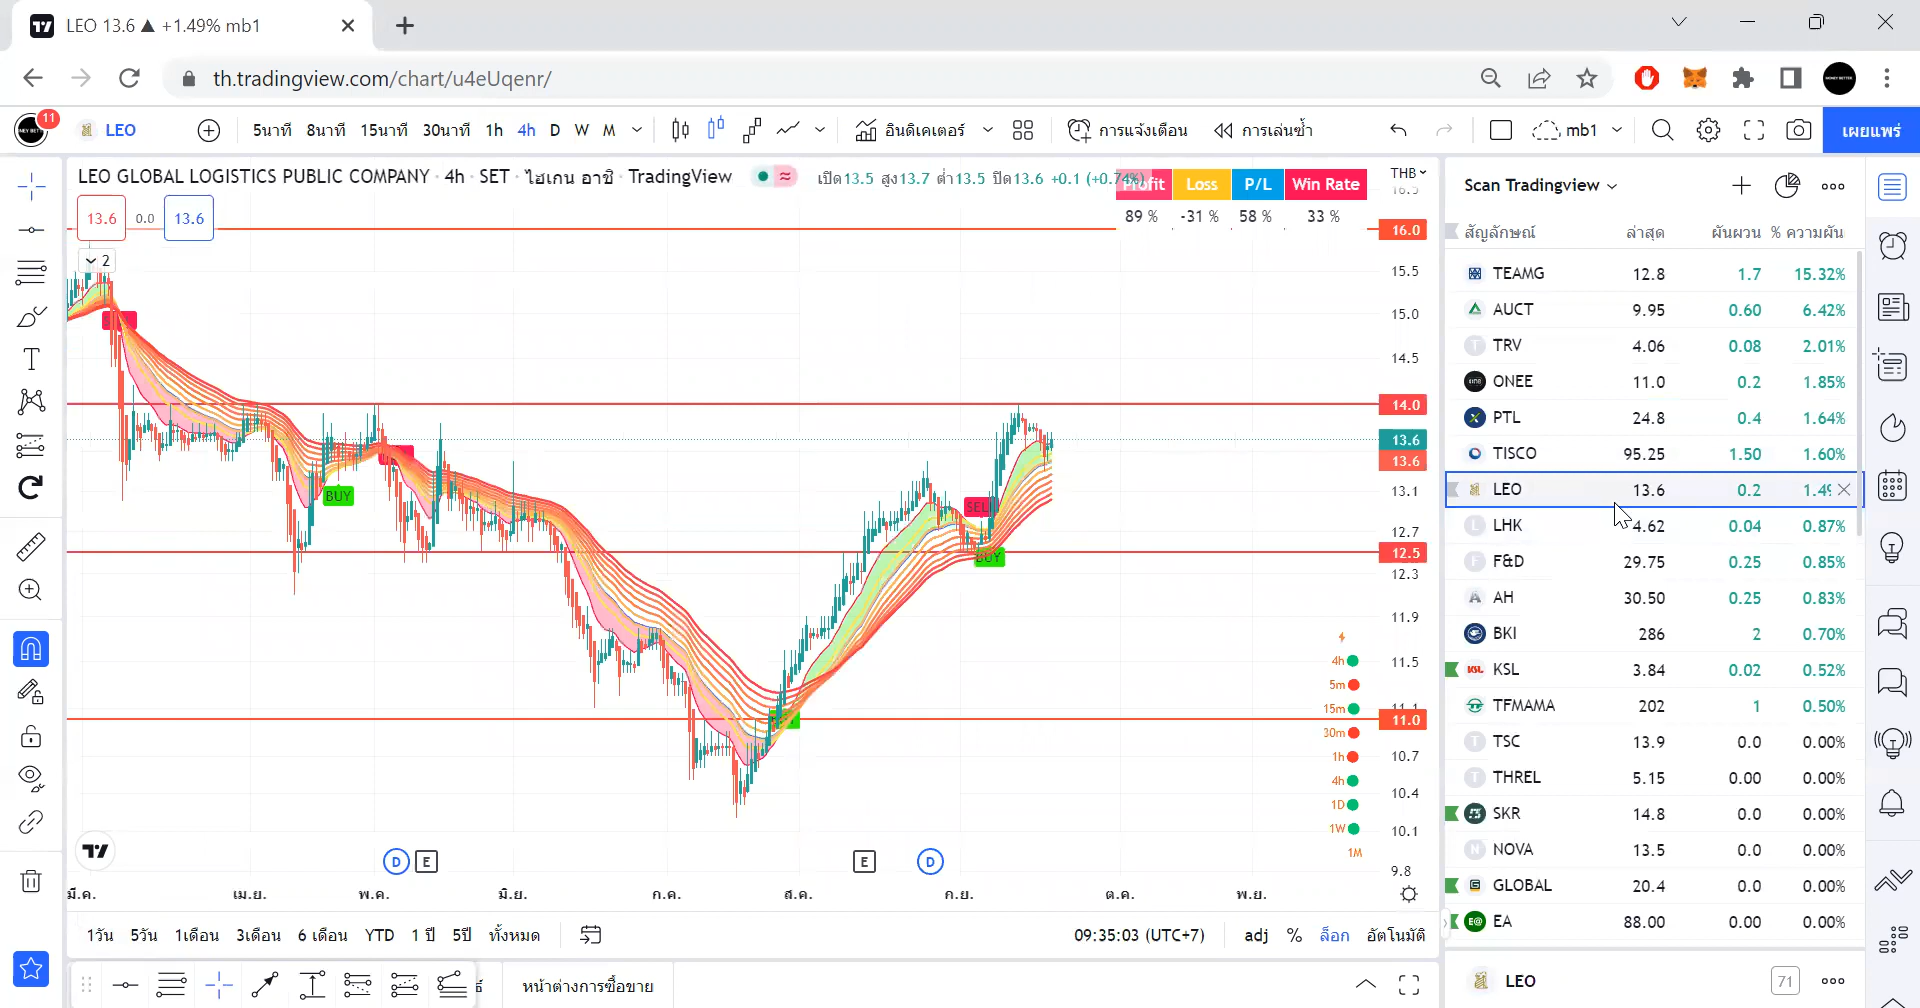 LEO 13.6 ▲ +1.49% mb1
th.tradingview.com/chart/u4eUqenr/
11
LEO
5นาที 8นาที 15นาที 30นาที 1h 4h D W M
อินดิเคเตอร์
การแจ้งเตือน
การเล่นซ้ำ
mb1
เผยแพร่
LEO GLOBAL LOGISTICS PUBLIC COMPANY · 4h · SET · ไฮเกน อาชิ · TradingView
เปิด13.5 สูง13.7 ต่ำ13.5 ปิด13.6 +0.1 (+0.74%)
13.6 0.0 13.6
2
Profit Loss P/L Win Rate
89 % -31 % 58 % 33 %
THB
16.5
16.0
15.5
15.0
14.5
14.0
13.6
13.6
13.1
12.7
12.5
12.3
11.9
11.5
11.1
11.0
10.7
10.4
10.1
9.8
BUY
SELL
BUY
4h
5m
15m
30m
1h
4h
1D
1W
1M
D E E D
มี.ค. เม.ย. พ.ค. มิ.ย. ก.ค. ส.ค. ก.ย. ต.ค. พ.ย.
1วัน 5วัน 1เดือน 3เดือน 6 เดือน YTD 1 ปี 5ปี ทั้งหมด
09:35:03 (UTC+7) adj % ล็อก อัตโนมัติ
หน้าต่างการซื้อขาย
Scan Tradingview
สัญลักษณ์ ล่าสุด ผันผวน % ความผัน
TEAMG 12.8 1.7 15.32%
AUCT 9.95 0.60 6.42%
TRV 4.06 0.08 2.01%
ONEE 11.0 0.2 1.85%
PTL 24.8 0.4 1.64%
TISCO 95.25 1.50 1.60%
LEO 13.6 0.2 1.49
LHK 4.62 0.04 0.87%
F&D 29.75 0.25 0.85%
AH 30.50 0.25 0.83%
BKI 286 2 0.70%
KSL 3.84 0.02 0.52%
TFMAMA 202 1 0.50%
TSC 13.9 0.0 0.00%
THREL 5.15 0.00 0.00%
SKR 14.8 0.0 0.00%
NOVA 13.5 0.0 0.00%
GLOBAL 20.4 0.0 0.00%
EA 88.00 0.00 0.00%
LEO 71